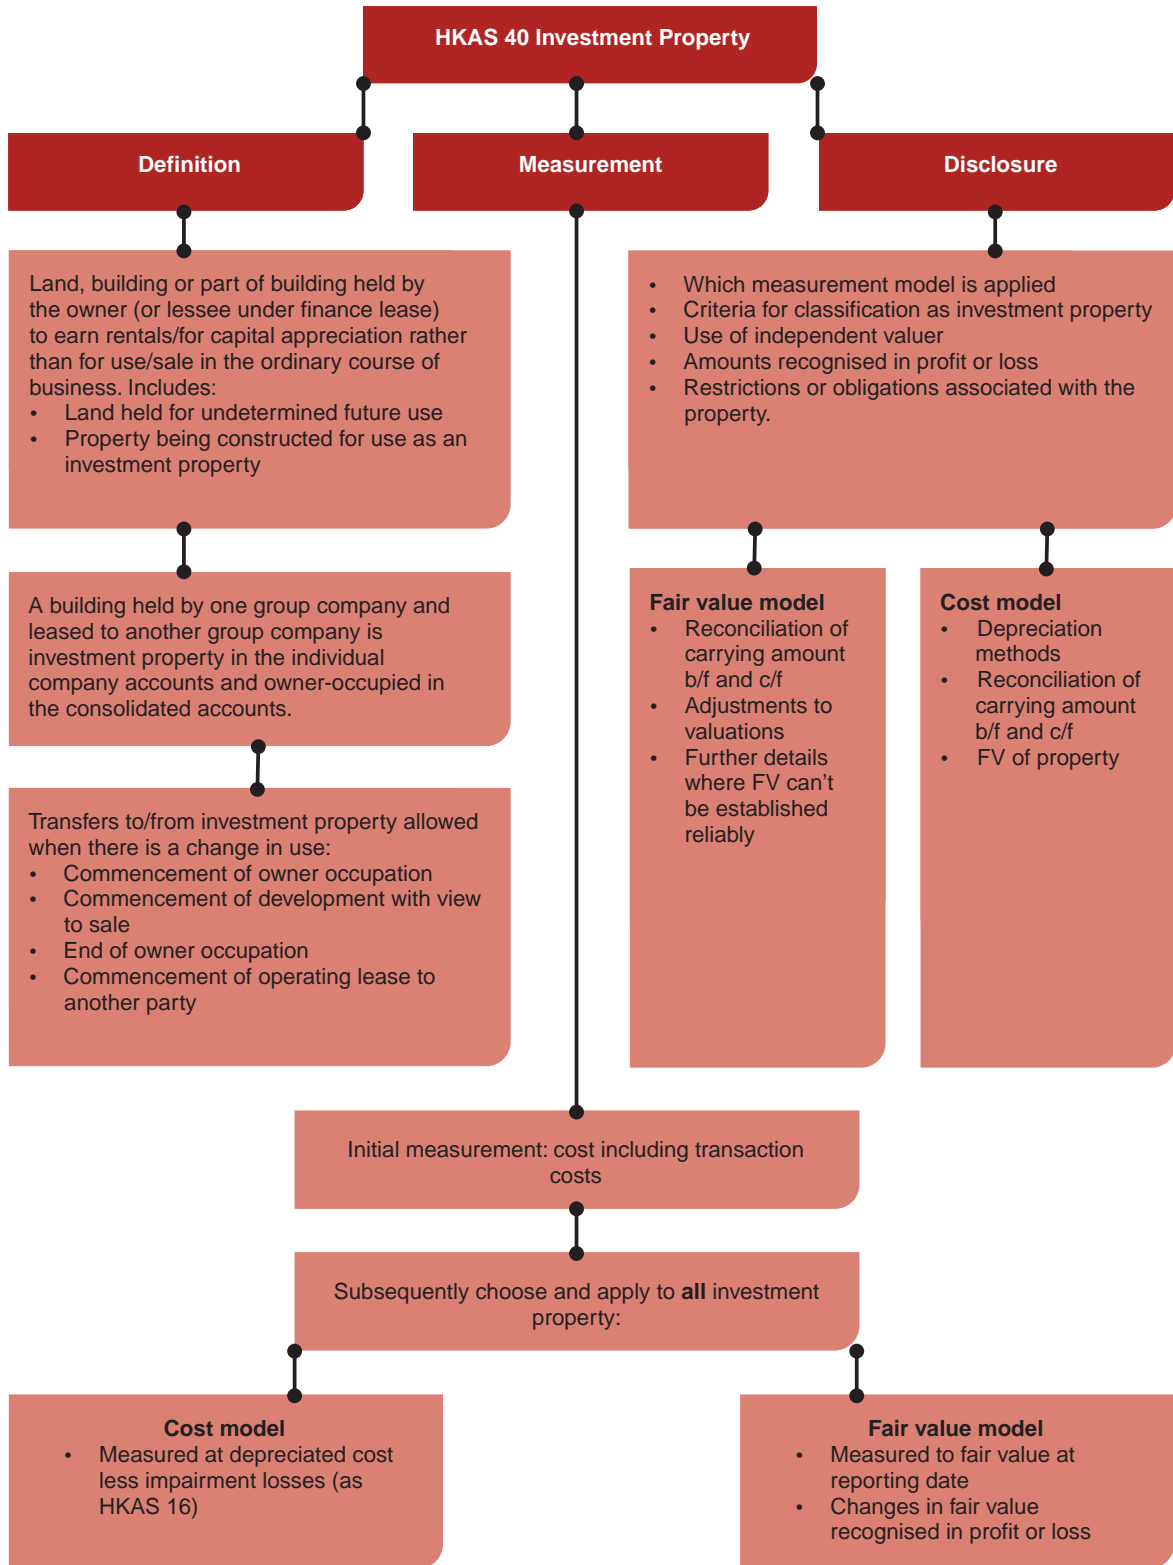 HKAS 40 Investment Property
Definition
Measurement
Disclosure
Land, building or part of building held by
the owner (or lessee under finance lease)
to earn rentals/for capital appreciation rather
than for use/sale in the ordinary course of
business. Includes:
• Land held for undetermined future use
• Property being constructed for use as an
investment property
A building held by one group company and
leased to another group company is
investment property in the individual
company accounts and owner-occupied in
the consolidated accounts.
Transfers to/from investment property allowed
when there is a change in use:
• Commencement of owner occupation
• Commencement of development with view
to sale
• End of owner occupation
• Commencement of operating lease to
another party
• Which measurement model is applied
• Criteria for classification as investment property
• Use of independent valuer
• Amounts recognised in profit or loss
• Restrictions or obligations associated with the
property.
Fair value model
• Reconciliation of
carrying amount
b/f and c/f
• Adjustments to
valuations
• Further details
where FV can't
be established
reliably
Cost model
• Depreciation
methods
• Reconciliation of
carrying amount
b/f and c/f
• FV of property
Initial measurement: cost including transaction
costs
Subsequently choose and apply to all investment
property:
Cost model
• Measured at depreciated cost
less impairment losses (as
HKAS 16)
Fair value model
• Measured to fair value at
reporting date
• Changes in fair value
recognised in profit or loss